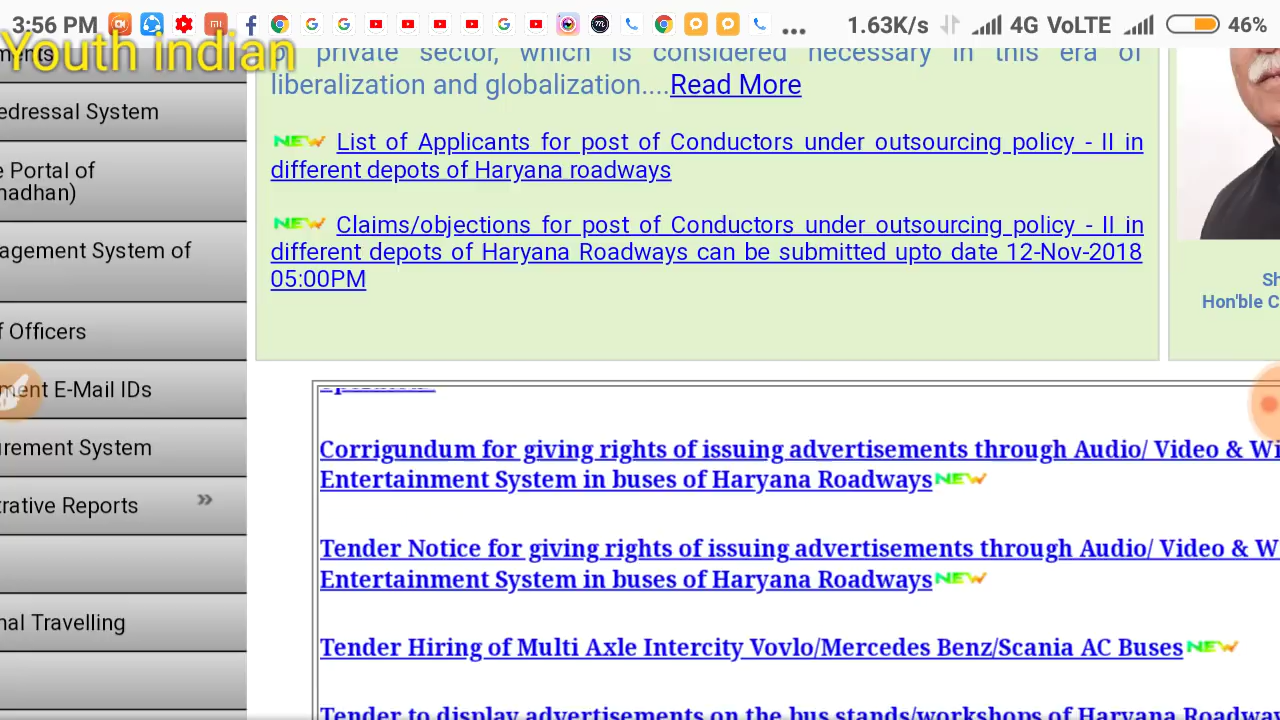 3:56 PM
1.63K/s 4G VoLTE 46%
Youth indian
ments
edressal System
e Portal of
madhan)
agement System of
f Officers
ment E-Mail IDs
urement System
trative Reports »
nal Travelling
private sector, which is considered necessary in this era of
liberalization and globalization....Read More
NEW List of Applicants for post of Conductors under outsourcing policy - II in
different depots of Haryana roadways
NEW Claims/objections for post of Conductors under outsourcing policy - II in
different depots of Haryana Roadways can be submitted upto date 12-Nov-2018
05:00PM
Sh
Hon'ble C
Corrigundum for giving rights of issuing advertisements through Audio/ Video & Wi
Entertainment System in buses of Haryana Roadways NEW
Tender Notice for giving rights of issuing advertisements through Audio/ Video & W
Entertainment System in buses of Haryana Roadways NEW
Tender Hiring of Multi Axle Intercity Vovlo/Mercedes Benz/Scania AC Buses NEW
Tender to display advertisements on the bus stands/workshops of Haryana Roadway